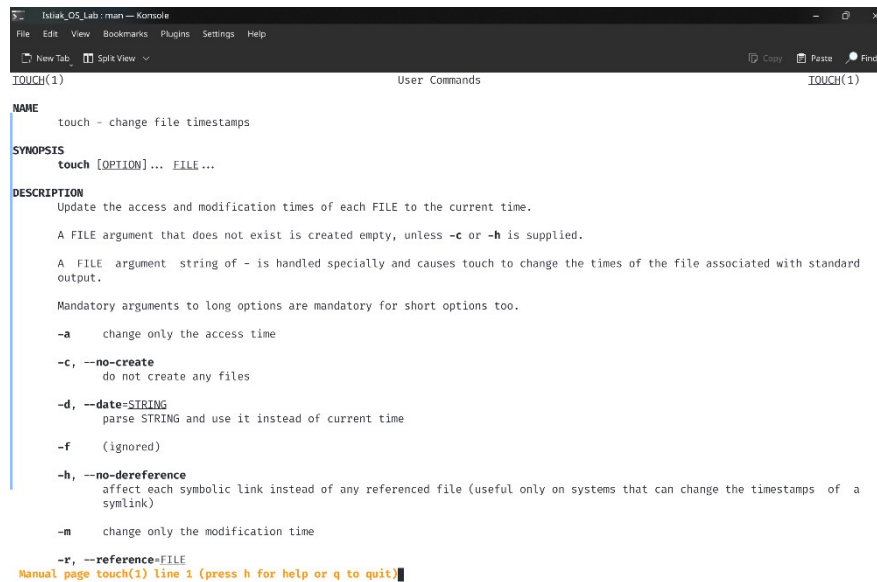 Istiak_OS_Lab : man — Konsole
File Edit View Bookmarks Plugins Settings Help
New Tab Split View Copy Paste Find
TOUCH(1) User Commands TOUCH(1)
NAME
touch - change file timestamps
SYNOPSIS
touch [OPTION]... FILE...
DESCRIPTION
Update the access and modification times of each FILE to the current time.
A FILE argument that does not exist is created empty, unless -c or -h is supplied.
A FILE argument string of - is handled specially and causes touch to change the times of the file associated with standard
output.
Mandatory arguments to long options are mandatory for short options too.
-a change only the access time
-c, --no-create
do not create any files
-d, --date=STRING
parse STRING and use it instead of current time
-f (ignored)
-h, --no-dereference
affect each symbolic link instead of any referenced file (useful only on systems that can change the timestamps of a
symlink)
-m change only the modification time
-r, --reference=FILE
Manual page touch(1) line 1 (press h for help or q to quit)